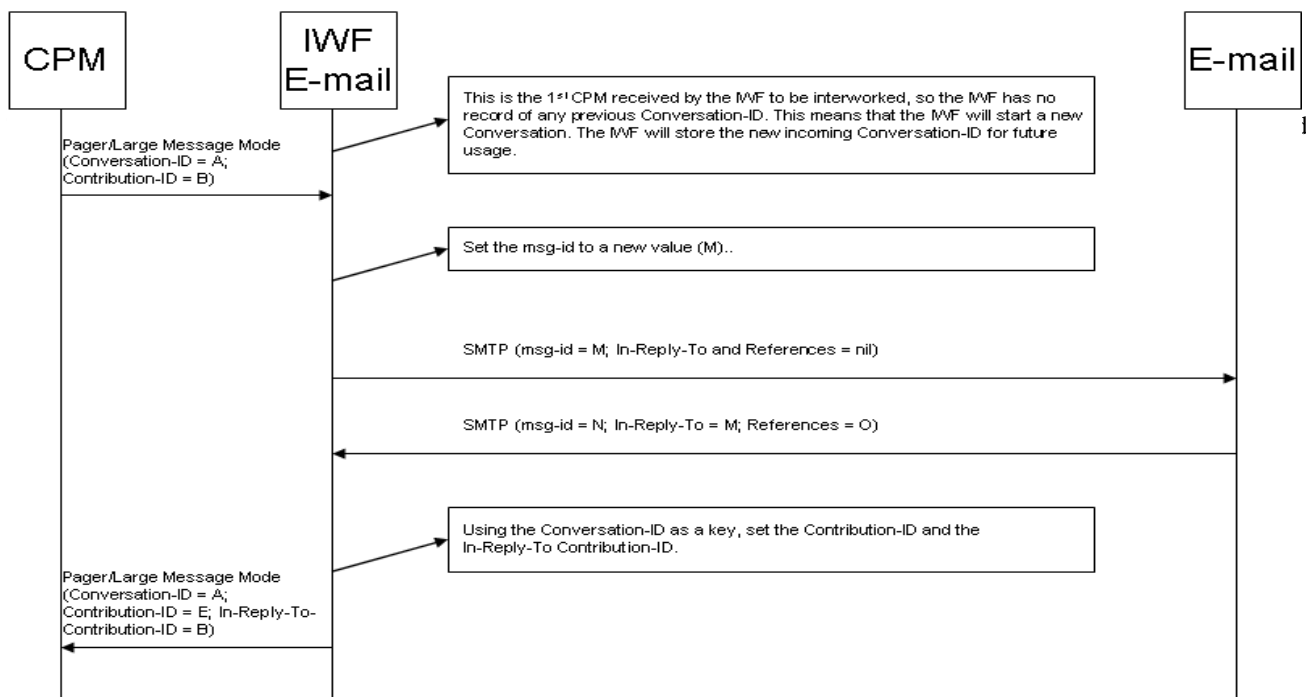 CPM
IWF
E-mail
E-mail
This is the 1st CPM received by the IWF to be interworked, so the IWF has no
record of any previous Conversation-ID. This means that the IWF will start a new
Conversation. The IWF will store the new incoming Conversation-ID for future
usage.
Pager/Large Message Mode
(Conversation-ID = A;
Contribution-ID = B)
Set the msg-id to a new value (M)..
SMTP (msg-id = M; In-Reply-To and References = nil)
SMTP (msg-id = N; In-Reply-To = M; References = O)
Using the Conversation-ID as a key, set the Contribution-ID and the
In-Reply-To Contribution-ID.
Pager/Large Message Mode
(Conversation-ID = A;
Contribution-ID = E; In-Reply-To-
Contribution-ID = B)